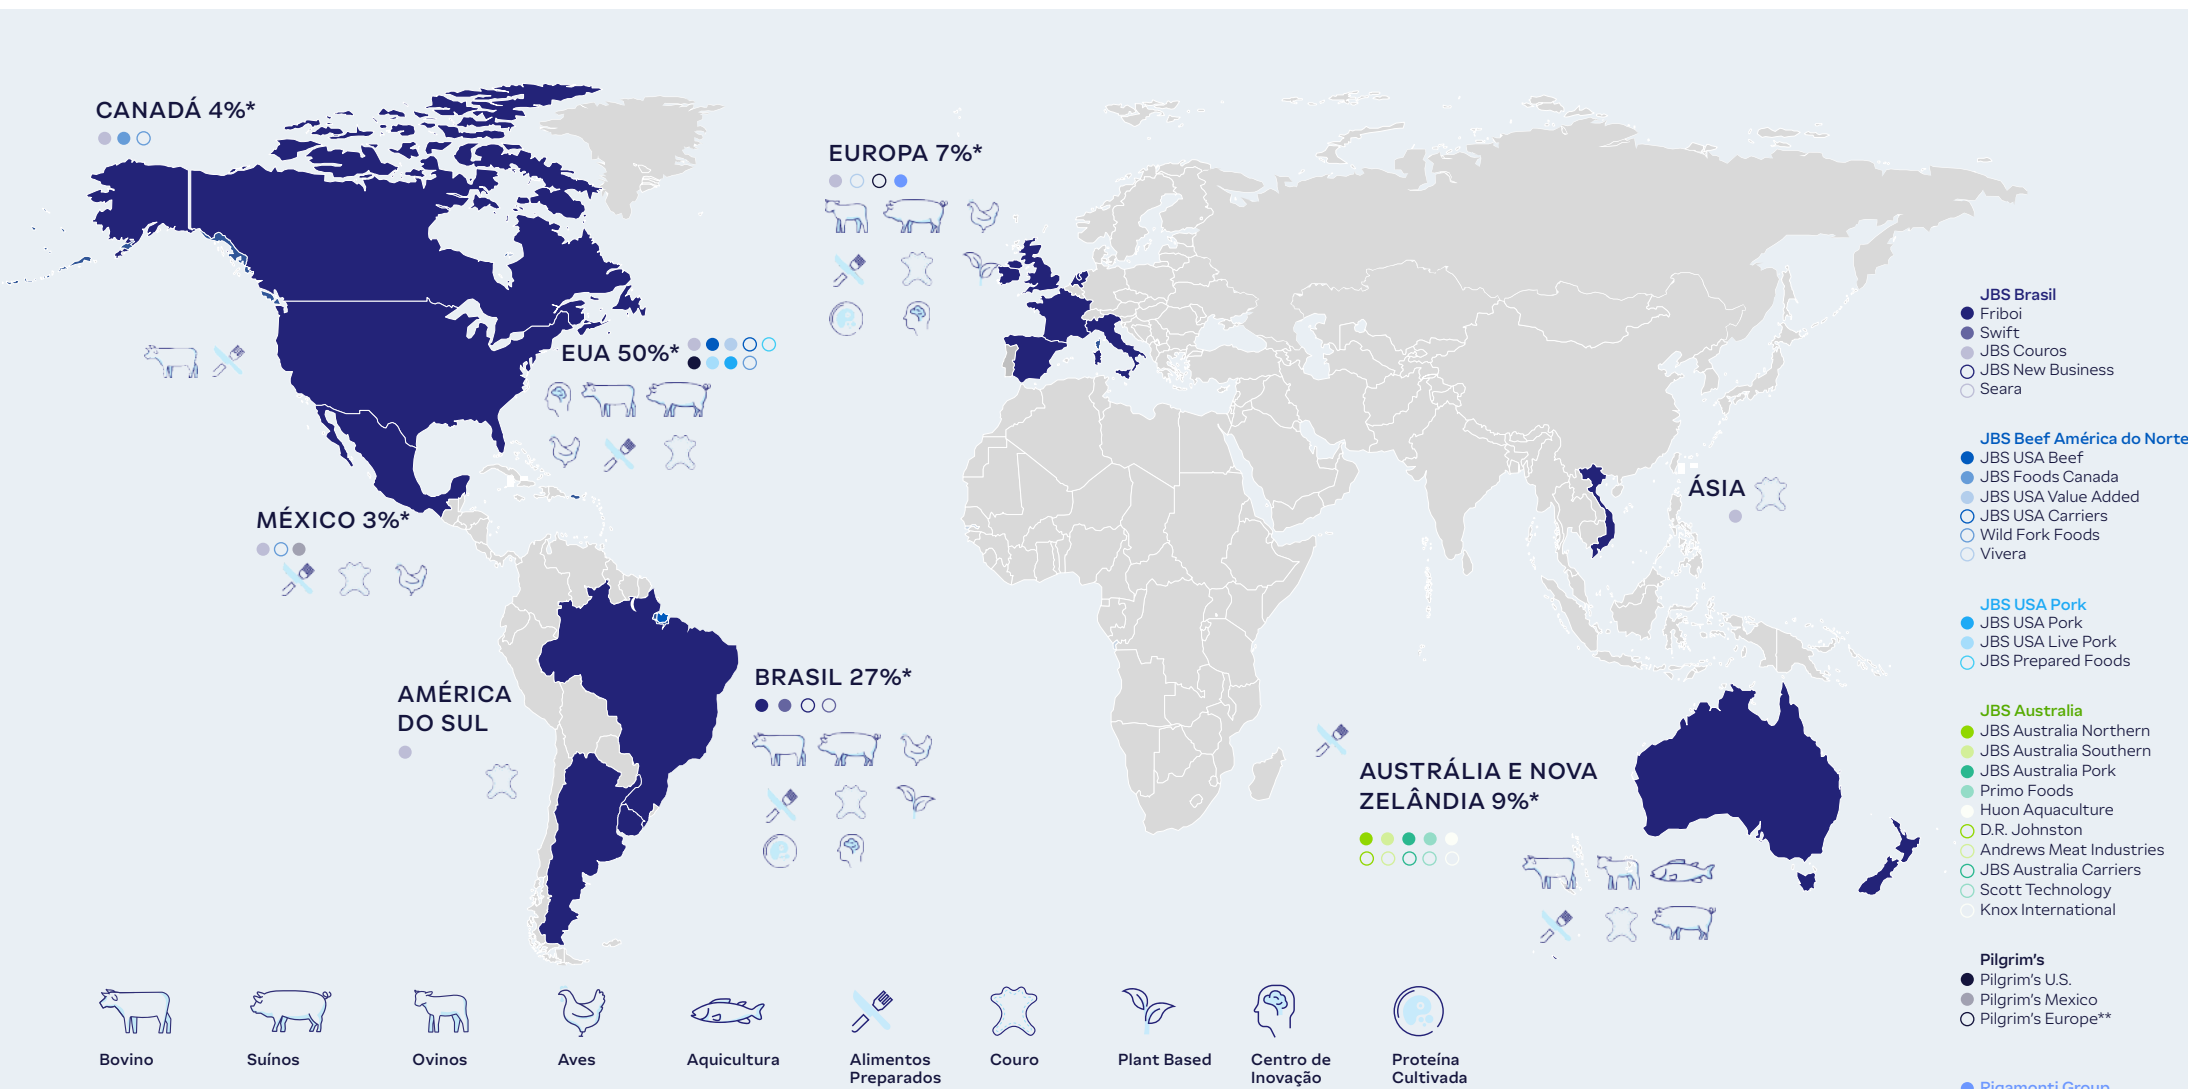 CANADÁ 4%*
EUROPA 7%*
EUA 50%*
MÉXICO 3%*
ÁSIA
AMÉRICA
DO SUL
BRASIL 27%*
AUSTRÁLIA E NOVA
ZELÂNDIA 9%*
JBS Brasil
Friboi
Swift
JBS Couros
JBS New Business
Seara
JBS Beef América do Norte
JBS USA Beef
JBS Foods Canada
JBS USA Value Added
JBS USA Carriers
Wild Fork Foods
Vivera
JBS USA Pork
JBS USA Pork
JBS USA Live Pork
JBS Prepared Foods
JBS Australia
JBS Australia Northern
JBS Australia Southern
JBS Australia Pork
Primo Foods
Huon Aquaculture
D.R. Johnston
Andrews Meat Industries
JBS Australia Carriers
Scott Technology
Knox International
Pilgrim's
Pilgrim's U.S.
Pilgrim's Mexico
Pilgrim's Europe**
Rigamonti Group
Bovino
Suínos
Ovinos
Aves
Aquicultura
Alimentos
Preparados
Couro
Plant Based
Centro de
Inovação
Proteína
Cultivada